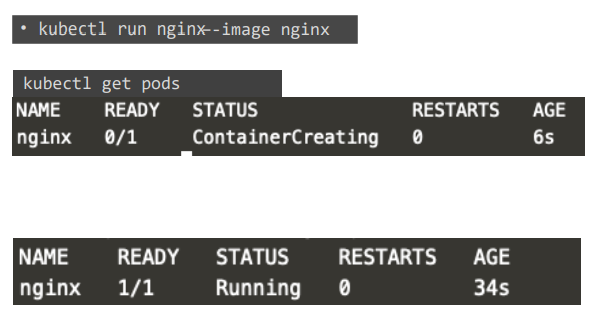 • kubectl run nginx--image nginx
kubectl get pods
NAME READY STATUS RESTARTS AGE
nginx 0/1 ContainerCreating 0 6s
NAME READY STATUS RESTARTS AGE
nginx 1/1 Running 0 34s